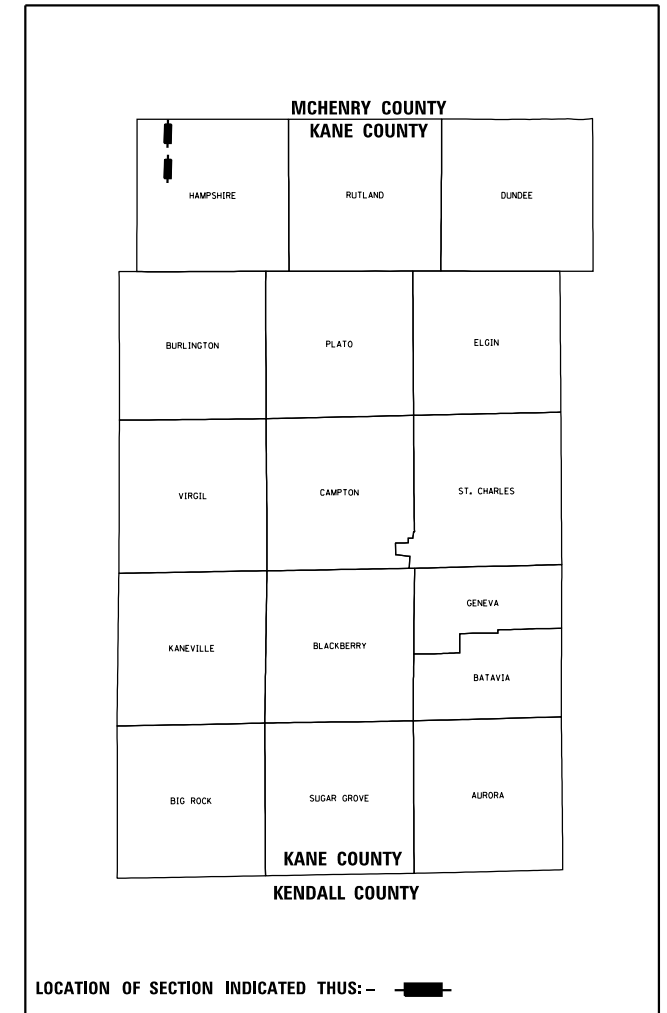 MCHENRY COUNTY
KANE COUNTY
HAMPSHIRE RUTLAND DUNDEE
BURLINGTON PLATO ELGIN
VIRGIL CAMPTON ST. CHARLES
GENEVA
KANEVILLE BLACKBERRY
BATAVIA
BIG ROCK SUGAR GROVE AURORA
KANE COUNTY
KENDALL COUNTY
LOCATION OF SECTION INDICATED THUS: –